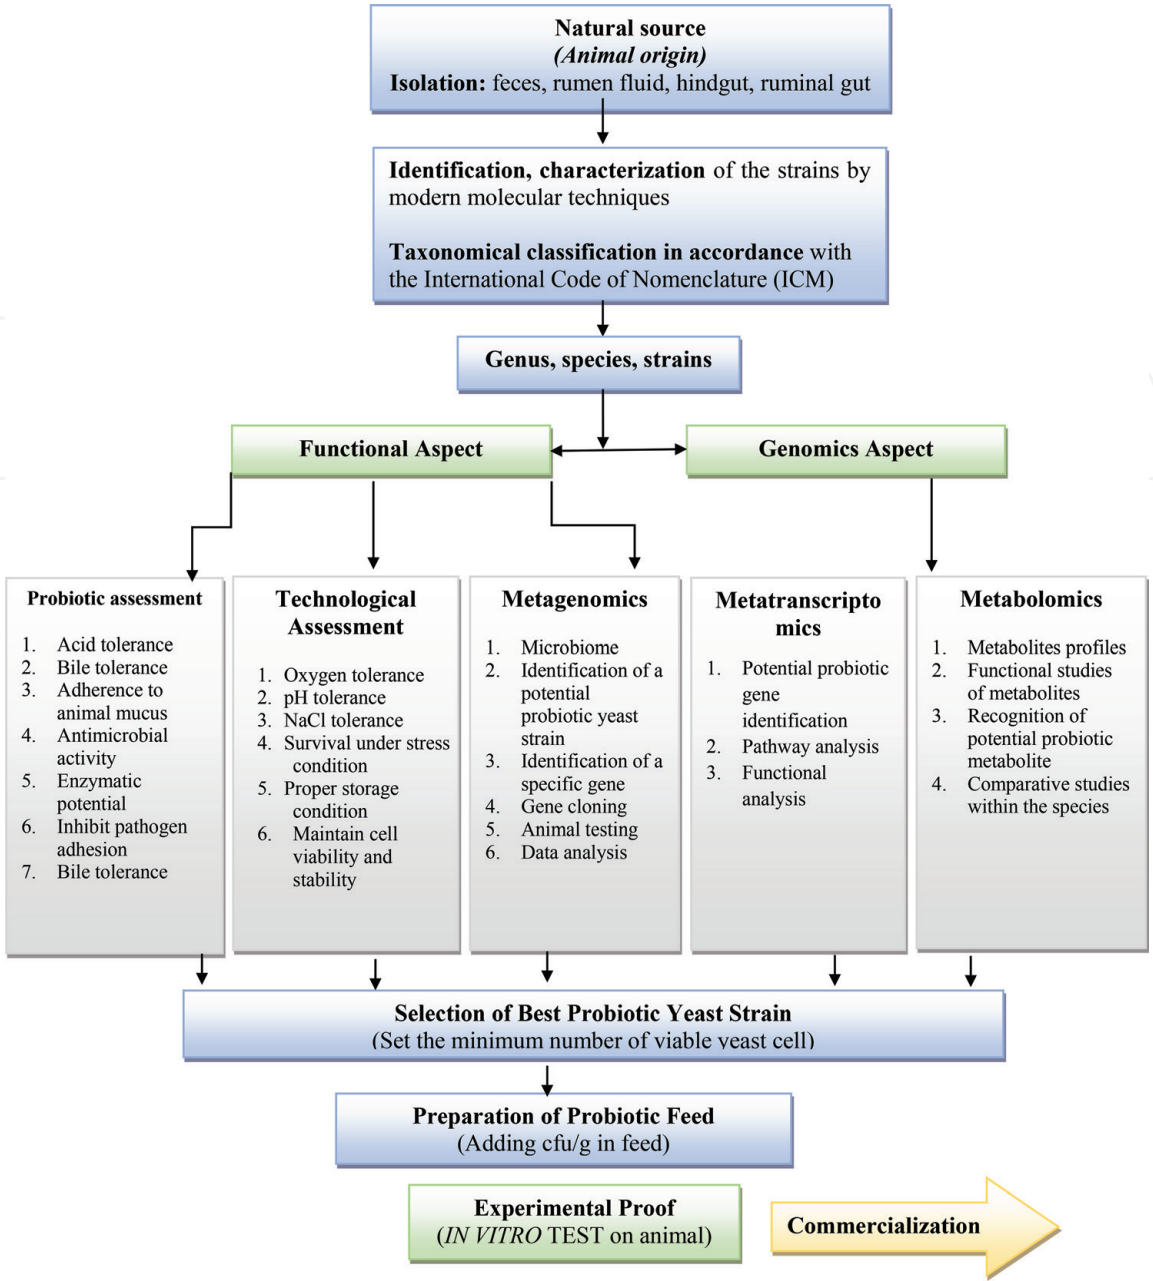 Natural source
(Animal origin)
Isolation: feces, rumen fluid, hindgut, ruminal gut
Identification, characterization of the strains by
modern molecular techniques
Taxonomical classification in accordance with
the International Code of Nomenclature (ICM)
Genus, species, strains
Functional Aspect
Genomics Aspect
Probiotic assessment
1. Acid tolerance
2. Bile tolerance
3. Adherence to
animal mucus
4. Antimicrobial
activity
5. Enzymatic
potential
6. Inhibit pathogen
adhesion
7. Bile tolerance
Technological
Assessment
1. Oxygen tolerance
2. pH tolerance
3. NaCl tolerance
4. Survival under stress
condition
5. Proper storage
condition
6. Maintain cell
viability and
stability
Metagenomics
1. Microbiome
2. Identification of a
potential
probiotic yeast
strain
3. Identification of a
specific gene
4. Gene cloning
5. Animal testing
6. Data analysis
Metatranscripto
mics
1. Potential probiotic
gene
identification
2. Pathway analysis
3. Functional
analysis
Metabolomics
1. Metabolites profiles
2. Functional studies
of metabolites
3. Recognition of
potential probiotic
metabolite
4. Comparative studies
within the species
Selection of Best Probiotic Yeast Strain
(Set the minimum number of viable yeast cell)
Preparation of Probiotic Feed
(Adding cfu/g in feed)
Experimental Proof
(IN VITRO TEST on animal)
Commercialization